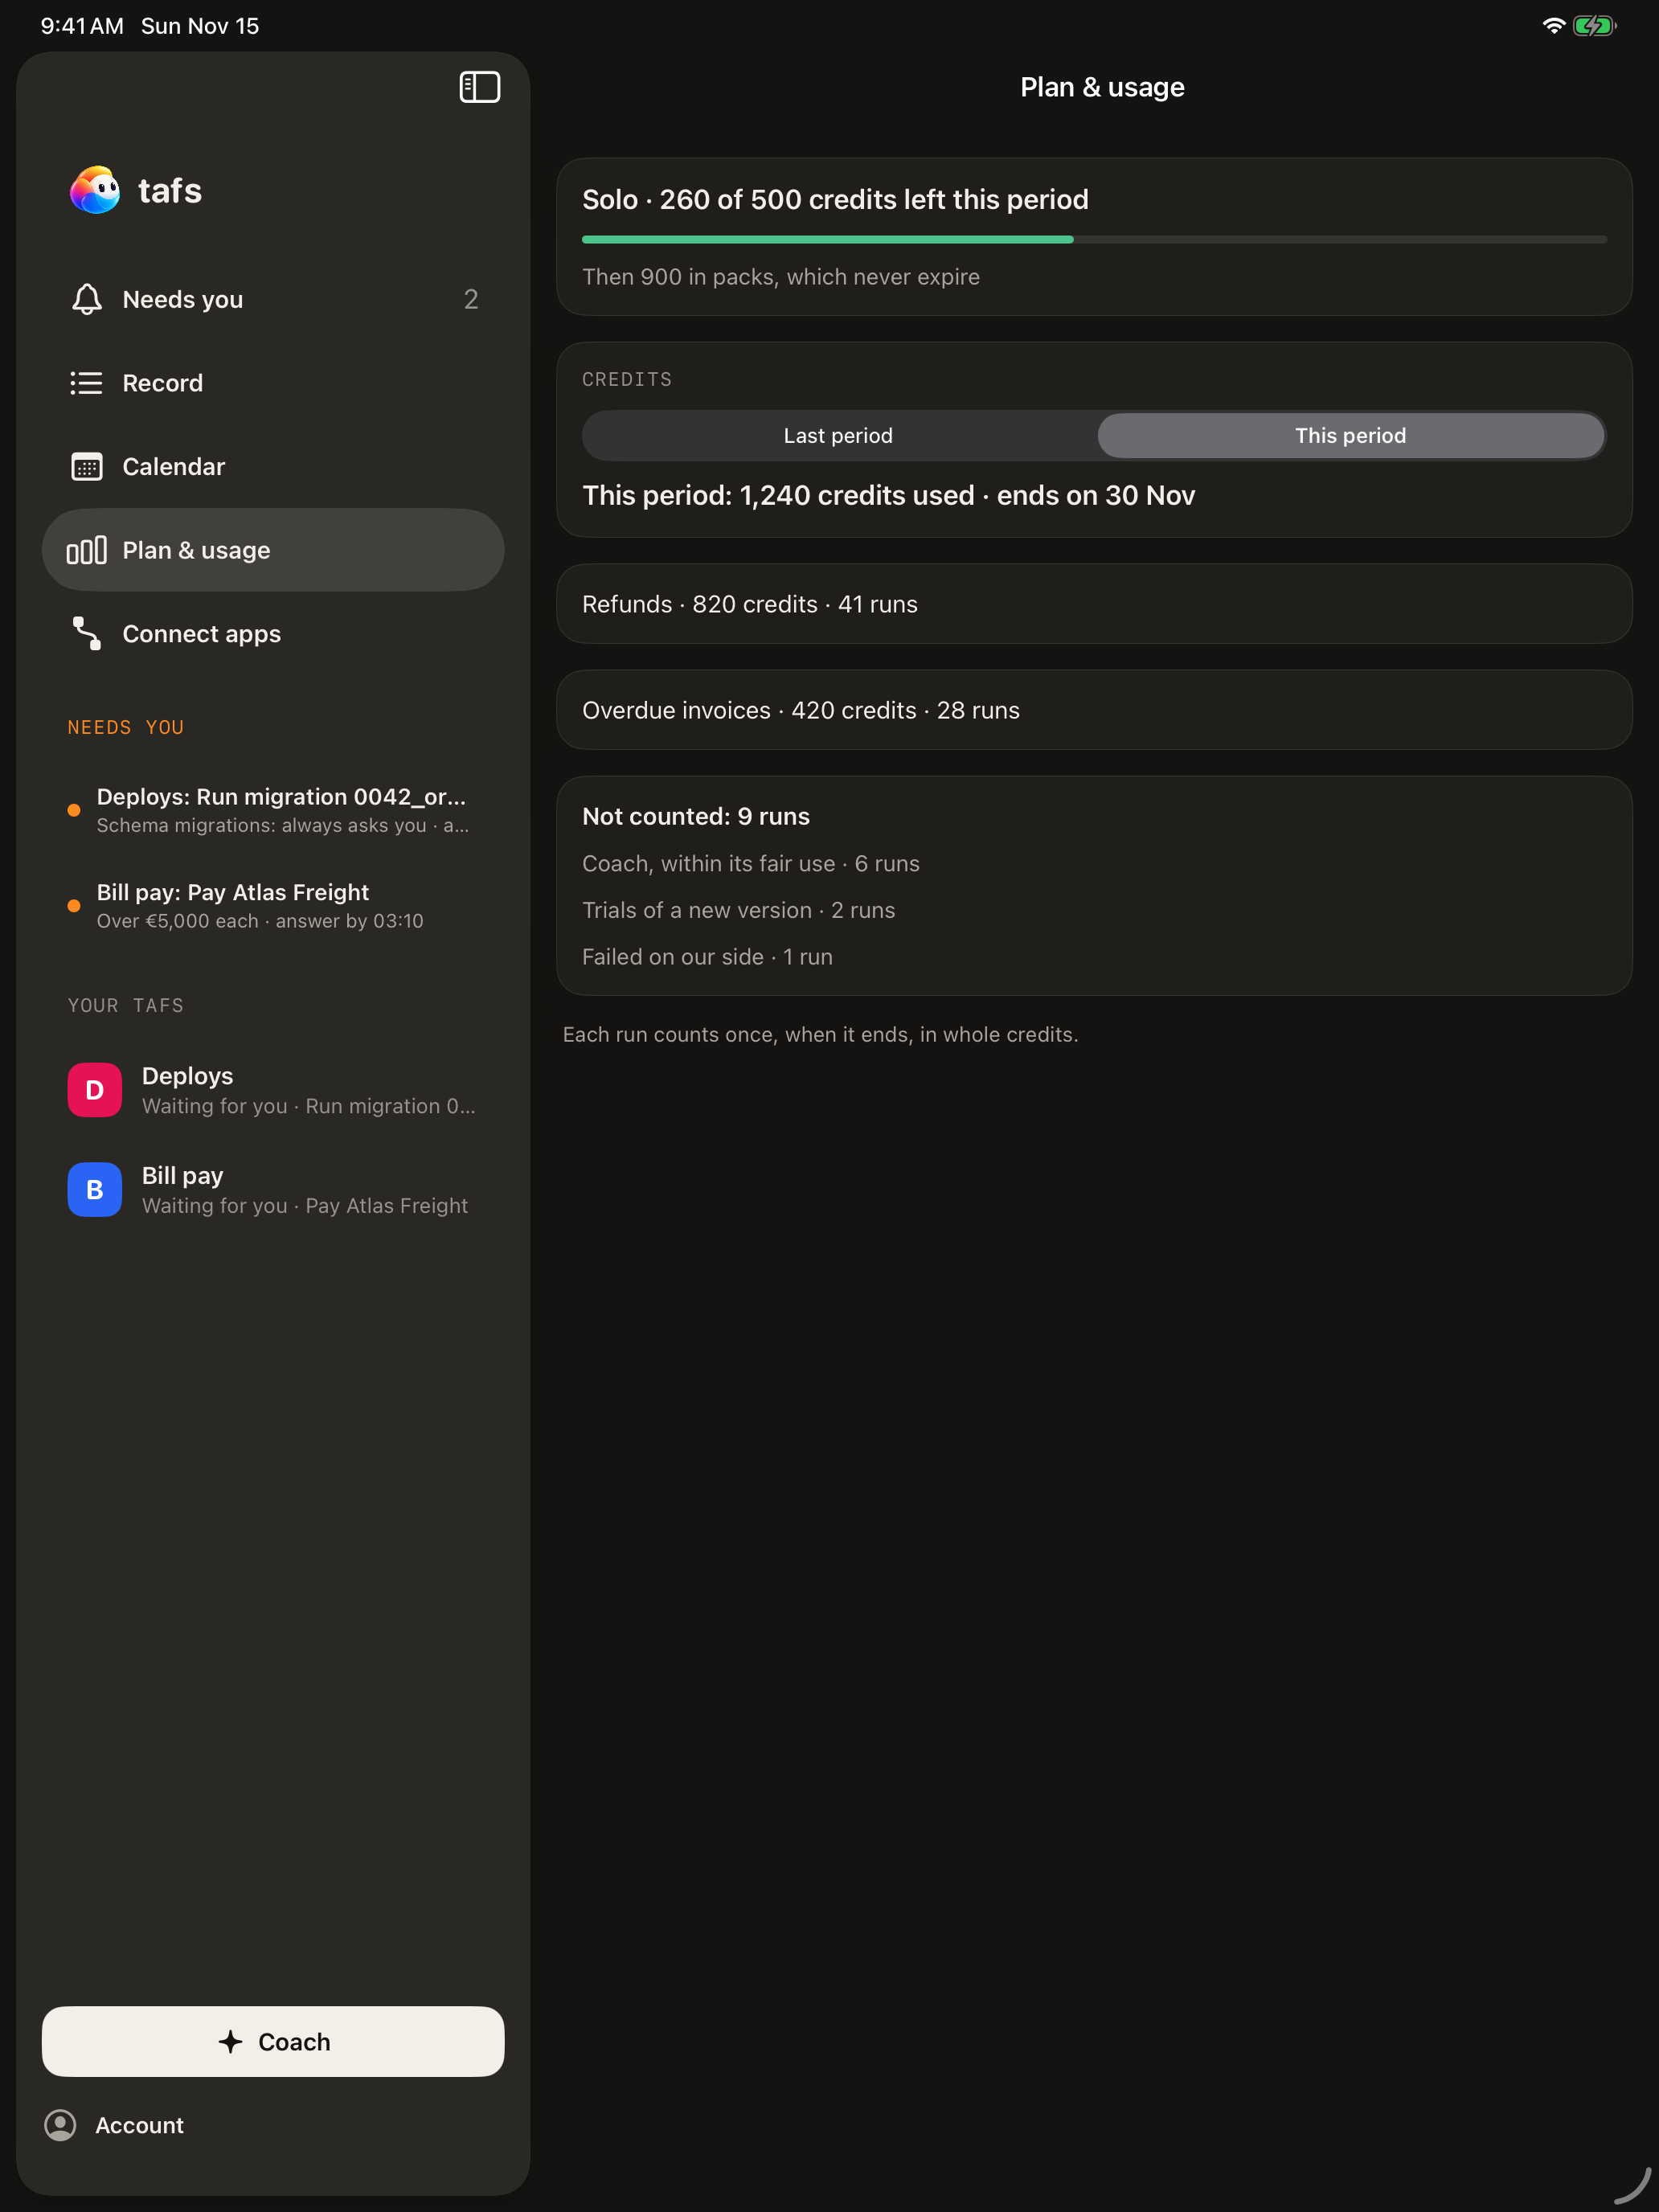 9:41 AM Sun Nov 15
tafs
Needs you 2
Record
Calendar
Plan & usage
Connect apps
NEEDS YOU
Deploys: Run migration 0042_or...
Schema migrations: always asks you · a...
Bill pay: Pay Atlas Freight
Over €5,000 each · answer by 03:10
YOUR TAFS
D
Deploys
Waiting for you · Run migration 0...
B
Bill pay
Waiting for you · Pay Atlas Freight
Coach
Account
Plan & usage
Solo · 260 of 500 credits left this period
Then 900 in packs, which never expire
CREDITS
Last period This period
This period: 1,240 credits used · ends on 30 Nov
Refunds · 820 credits · 41 runs
Overdue invoices · 420 credits · 28 runs
Not counted: 9 runs
Coach, within its fair use · 6 runs
Trials of a new version · 2 runs
Failed on our side · 1 run
Each run counts once, when it ends, in whole credits.